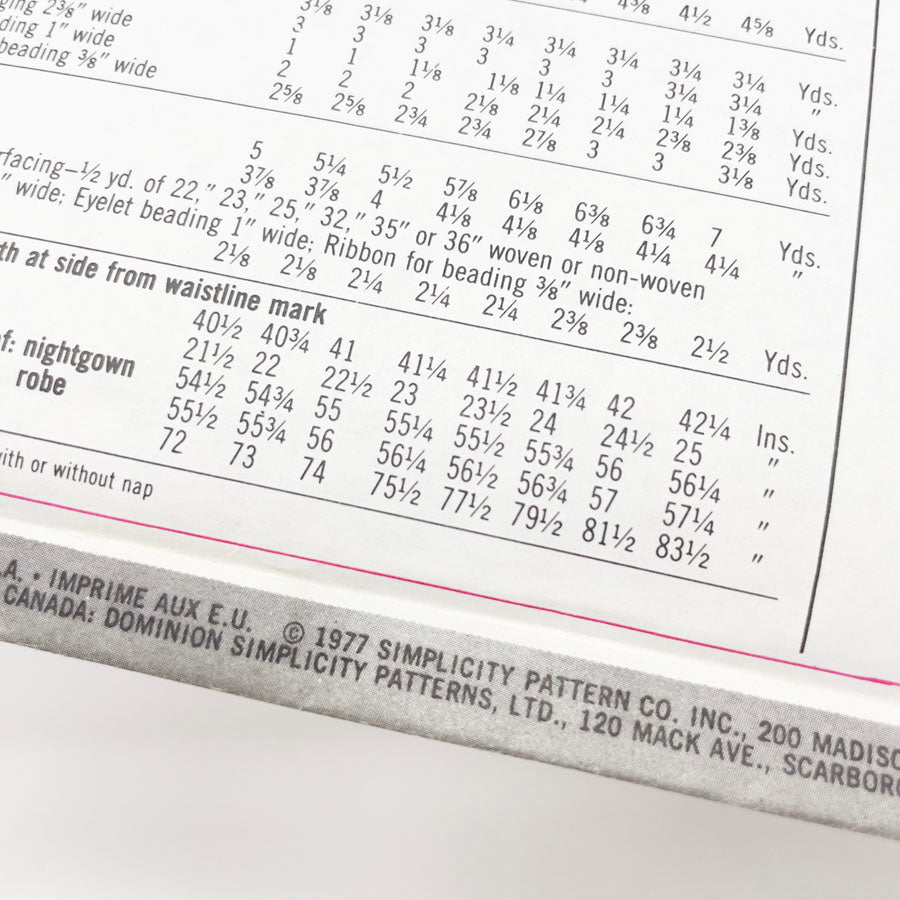 4⅜ 4½ 4⅝ Yds.
ging 2⅜" wide 3⅛ 3⅛ 3⅛ 3¼ 3¼ 3¼ 3¼ 3¼ Yds.
3 3 3 3 3 3 3¼ 3¼ "
ding 1" wide 1 1 1⅛ 1⅛ 1¼ 1¼ 1¼ 1⅜ Yds.
beading ⅜" wide 2 2 2 2⅛ 2¼ 2¼ 2⅜ 2⅜ Yds.
2⅝ 2⅝ 2¾ 2¾ 2⅞ 3 3 3⅛ Yds.
5 5¼ 5½ 5⅞ 6⅛ 6⅜ 6¾ 7 Yds.
3⅞ 3⅞ 4 4⅛ 4⅛ 4⅛ 4¼ 4¼ "
rfacing—½ yd. of 22," 23," 25," 32," 35" or 36" woven or non-woven
" wide; Eyelet beading 1" wide; Ribbon for beading ⅜" wide:
2⅛ 2⅛ 2¼ 2¼ 2¼ 2⅜ 2⅜ 2½ Yds.
th at side from waistline mark
40½ 40¾ 41 41¼ 41½ 41¾ 42 42¼ Ins.
21½ 22 22½ 23 23½ 24 24½ 25 "
f: nightgown 54½ 54¾ 55 55¼ 55½ 55¾ 56 56¼ "
robe 55½ 55¾ 56 56¼ 56½ 56¾ 57 57¼ "
72 73 74 75½ 77½ 79½ 81½ 83½ "
with or without nap
.A. • IMPRIME AUX E.U. © 1977 SIMPLICITY PATTERN CO. INC., 200 MADISO
CANADA: DOMINION SIMPLICITY PATTERNS, LTD., 120 MACK AVE., SCARBORO